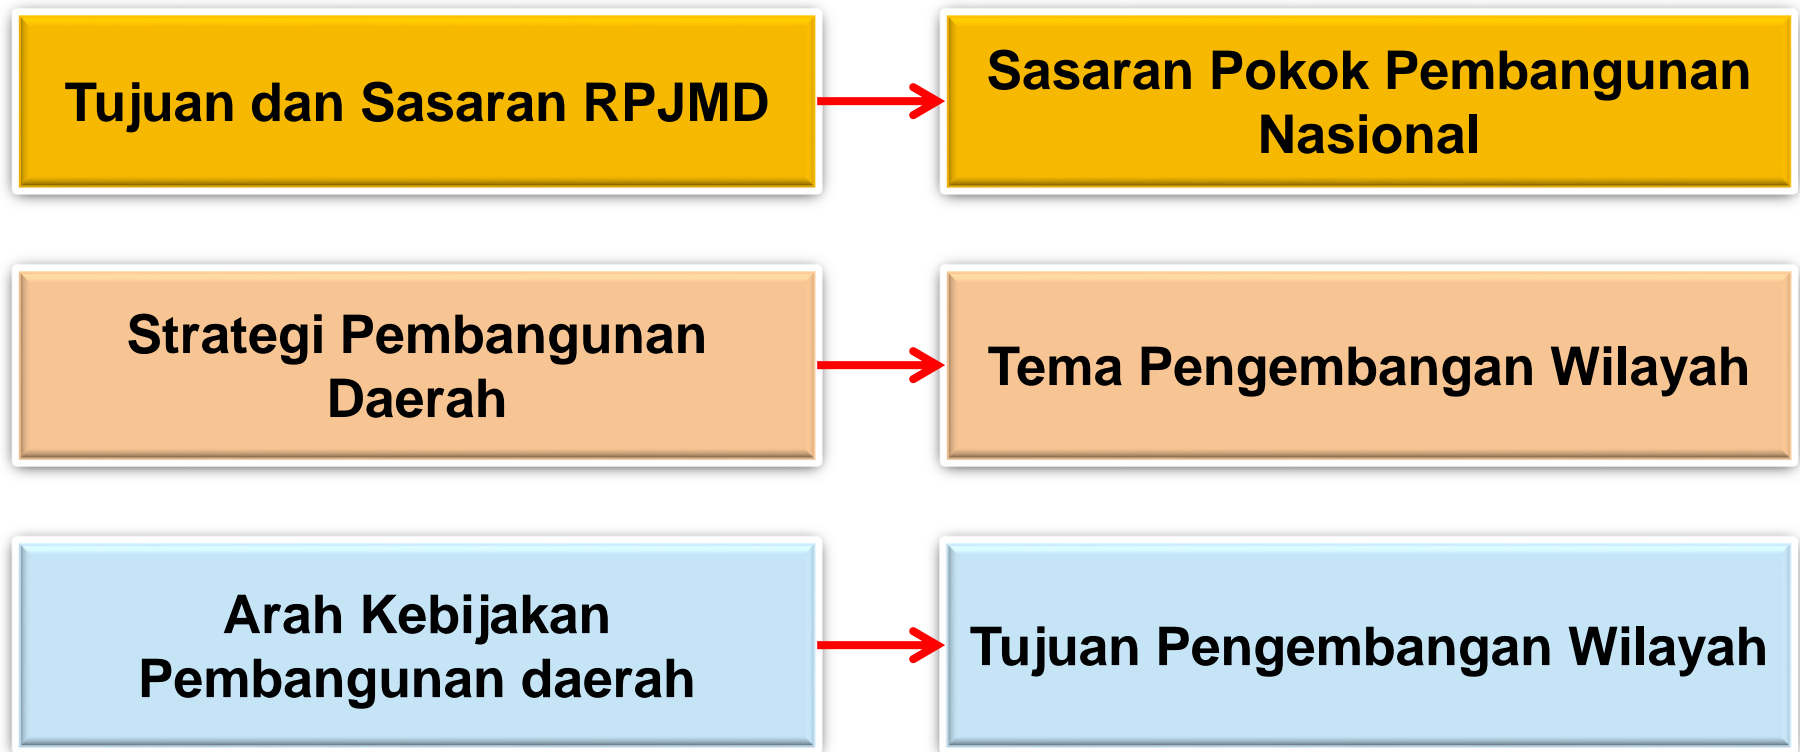 Tujuan dan Sasaran RPJMD
Sasaran Pokok Pembangunan
Nasional
Strategi Pembangunan
Daerah
Tema Pengembangan Wilayah
Arah Kebijakan
Pembangunan daerah
Tujuan Pengembangan Wilayah